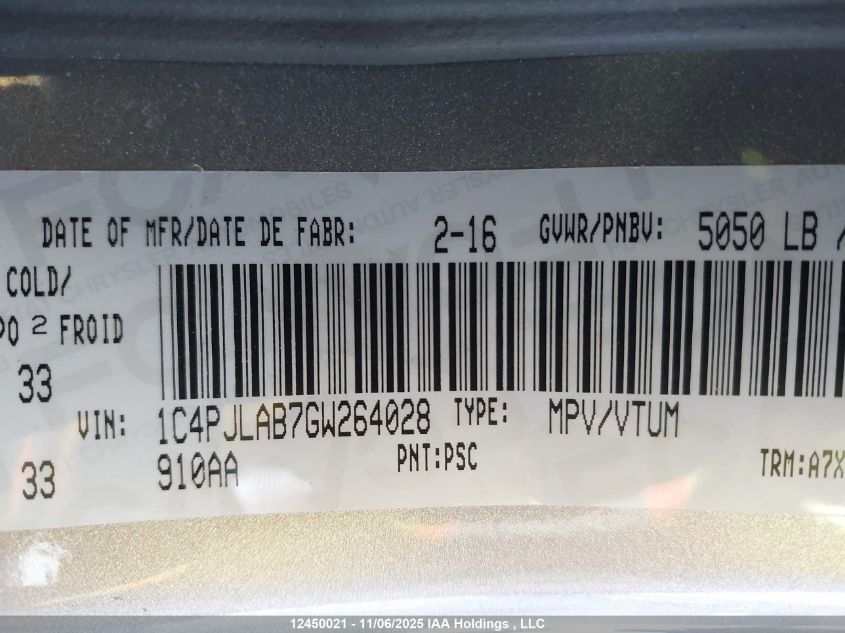 DATE OF MFR/DATE DE FABR: 2-16 GVWR/PNBV: 5050 LB /
COLD/
PO 2 FROID
33
VIN: 1C4PJLAB7GW264028 TYPE: MPV/VTUM
33 910AA PNT:PSC TRM:A7X
12450021 - 11/06/2025 IAA Holdings , LLC